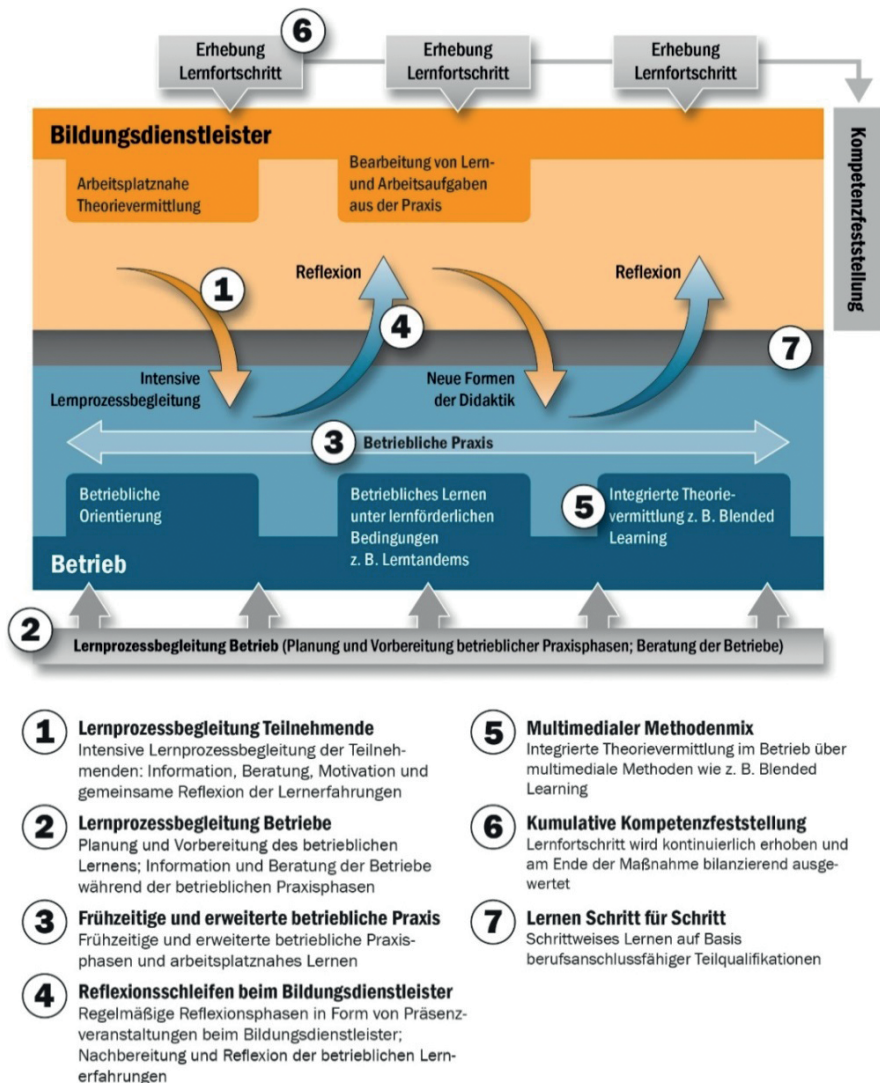 6
Erhebung
Lernfortschritt
Erhebung
Lernfortschritt
Erhebung
Lernfortschritt
Kompetenzfeststellung
Bildungsdienstleister
Arbeitsplatznahe
Theorievermittlung
Bearbeitung von Lern-
und Arbeitsaufgaben
aus der Praxis
1
Reflexion
4
Reflexion
7
Intensive
Lernprozessbegleitung
Neue Formen
der Didaktik
3
Betriebliche Praxis
Betriebliche
Orientierung
Betriebliches Lernen
unter lernförderlichen
Bedingungen
z. B. Lerntandems
5
Integrierte Theorie-
vermittlung z. B. Blended
Learning
Betrieb
2
Lernprozessbegleitung Betrieb (Planung und Vorbereitung betrieblicher Praxisphasen; Beratung der Betriebe)
1
Lernprozessbegleitung Teilnehmende
Intensive Lernprozessbegleitung der Teilneh-
menden: Information, Beratung, Motivation und
gemeinsame Reflexion der Lernerfahrungen
2
Lernprozessbegleitung Betriebe
Planung und Vorbereitung des betrieblichen
Lernens; Information und Beratung der Betriebe
während der betrieblichen Praxisphasen
3
Frühzeitige und erweiterte betriebliche Praxis
Frühzeitige und erweiterte betriebliche Praxis-
phasen und arbeitsplatznahes Lernen
4
Reflexionsschleifen beim Bildungsdienstleister
Regelmäßige Reflexionsphasen in Form von Präsenz-
veranstaltungen beim Bildungsdienstleister;
Nachbereitung und Reflexion der betrieblichen Lern-
erfahrungen
5
Multimedialer Methodenmix
Integrierte Theorievermittlung im Betrieb über
multimediale Methoden wie z. B. Blended
Learning
6
Kumulative Kompetenzfeststellung
Lernfortschritt wird kontinuierlich erhoben und
am Ende der Maßnahme bilanzierend ausge-
wertet
7
Lernen Schritt für Schritt
Schrittweises Lernen auf Basis
berufsanschlussfähiger Teilqualifikationen